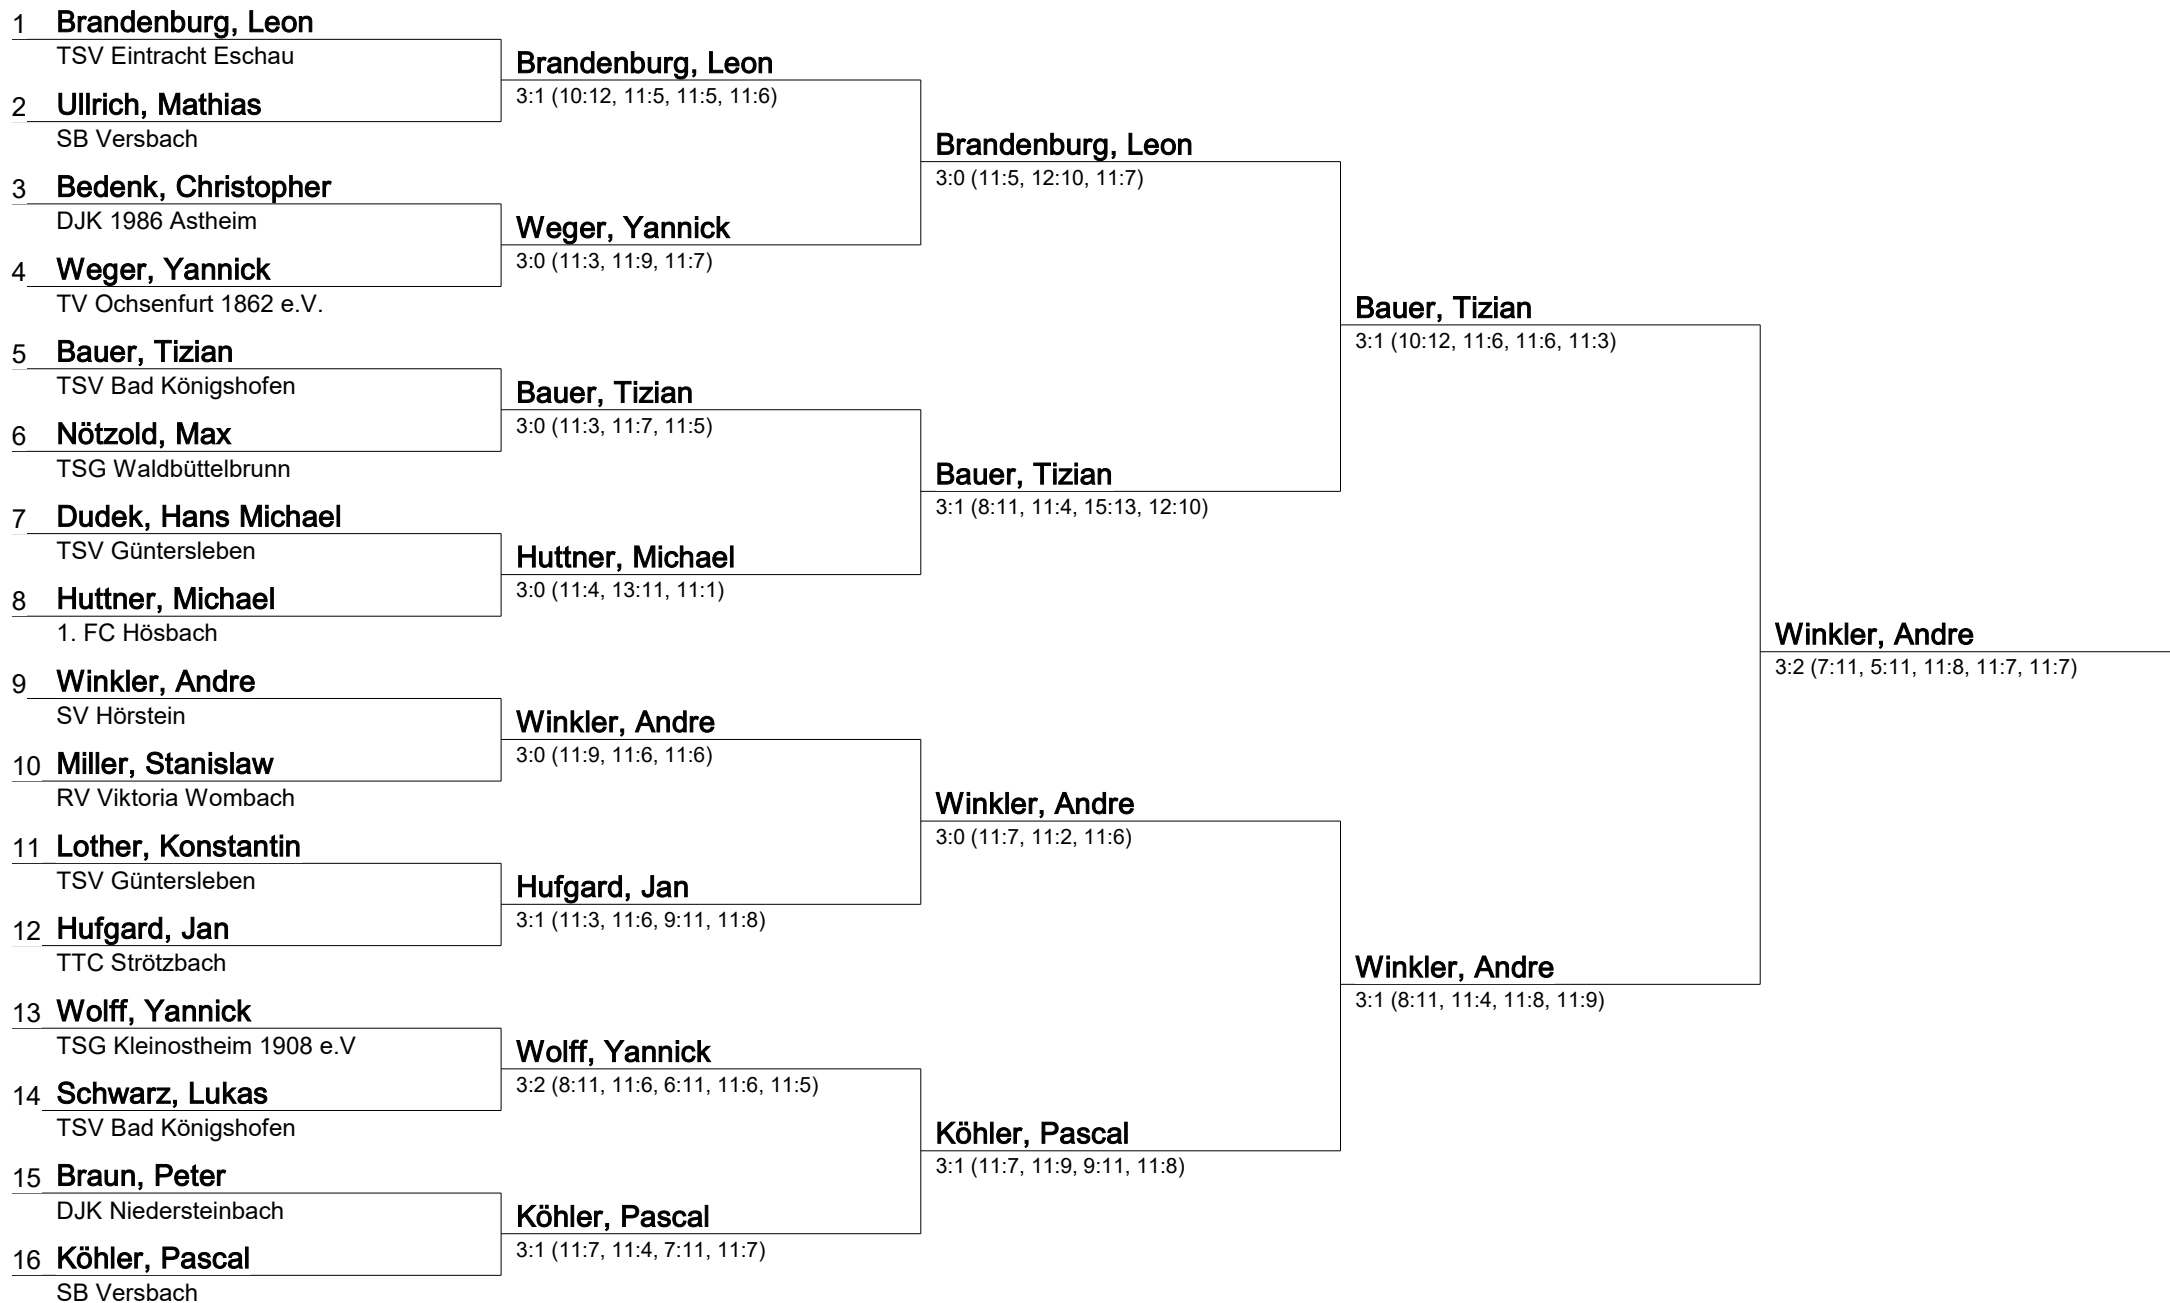 1 Brandenburg, Leon
TSV Eintracht Eschau
Brandenburg, Leon
3:1 (10:12, 11:5, 11:5, 11:6)
2 Ullrich, Mathias
SB Versbach
Brandenburg, Leon
3:0 (11:5, 12:10, 11:7)
3 Bedenk, Christopher
DJK 1986 Astheim
Weger, Yannick
3:0 (11:3, 11:9, 11:7)
4 Weger, Yannick
TV Ochsenfurt 1862 e.V.
Bauer, Tizian
3:1 (10:12, 11:6, 11:6, 11:3)
5 Bauer, Tizian
TSV Bad Königshofen
Bauer, Tizian
3:0 (11:3, 11:7, 11:5)
6 Nötzold, Max
TSG Waldbüttelbrunn
Bauer, Tizian
3:1 (8:11, 11:4, 15:13, 12:10)
7 Dudek, Hans Michael
TSV Güntersleben
Huttner, Michael
3:0 (11:4, 13:11, 11:1)
8 Huttner, Michael
1. FC Hösbach
Winkler, Andre
3:2 (7:11, 5:11, 11:8, 11:7, 11:7)
9 Winkler, Andre
SV Hörstein
Winkler, Andre
3:0 (11:9, 11:6, 11:6)
10 Miller, Stanislaw
RV Viktoria Wombach
Winkler, Andre
3:0 (11:7, 11:2, 11:6)
11 Lother, Konstantin
TSV Güntersleben
Hufgard, Jan
3:1 (11:3, 11:6, 9:11, 11:8)
12 Hufgard, Jan
TTC Strötzbach
Winkler, Andre
3:1 (8:11, 11:4, 11:8, 11:9)
13 Wolff, Yannick
TSG Kleinostheim 1908 e.V
Wolff, Yannick
3:2 (8:11, 11:6, 6:11, 11:6, 11:5)
14 Schwarz, Lukas
TSV Bad Königshofen
Köhler, Pascal
3:1 (11:7, 11:9, 9:11, 11:8)
15 Braun, Peter
DJK Niedersteinbach
Köhler, Pascal
3:1 (11:7, 11:4, 7:11, 11:7)
16 Köhler, Pascal
SB Versbach